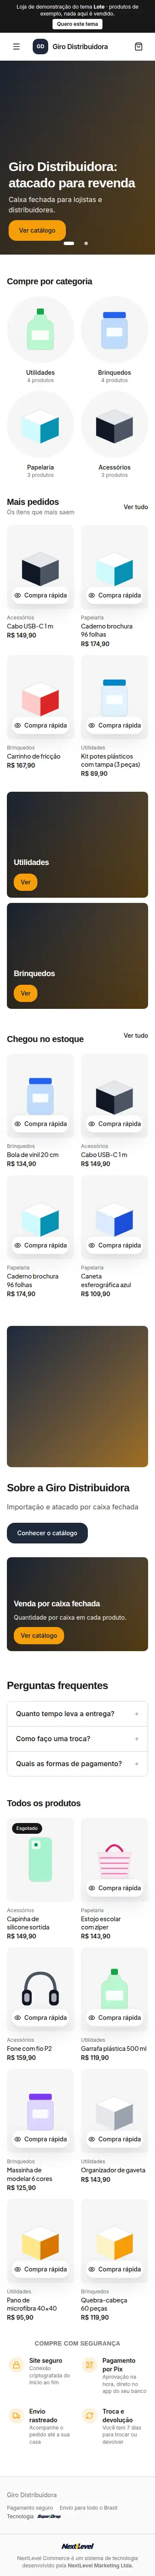 Loja de demonstração do tema Lote · produtos de
exemplo, nada aqui é vendido.
Quero este tema
GD
Giro Distribuidora
Giro Distribuidora:
atacado para revenda
Caixa fechada para lojistas e
distribuidores.
Ver catálogo
Compre por categoria
Utilidades
4 produtos
Brinquedos
4 produtos
Papelaria
3 produtos
Acessórios
3 produtos
Mais pedidos
Os itens que mais saem
Ver tudo
Compra rápida
Compra rápida
Acessórios
Cabo USB-C 1 m
R$ 149,90
Papelaria
Caderno brochura
96 folhas
R$ 174,90
Compra rápida
Compra rápida
Brinquedos
Carrinho de fricção
R$ 167,90
Utilidades
Kit potes plásticos
com tampa (3 peças)
R$ 89,90
Utilidades
Ver
Brinquedos
Ver
Chegou no estoque
Ver tudo
Compra rápida
Compra rápida
Brinquedos
Bola de vinil 20 cm
R$ 134,90
Acessórios
Cabo USB-C 1 m
R$ 149,90
Compra rápida
Compra rápida
Papelaria
Caderno brochura
96 folhas
R$ 174,90
Papelaria
Caneta
esferográfica azul
R$ 109,90
Sobre a Giro Distribuidora
Importação e atacado por caixa fechada
Conhecer o catálogo
Venda por caixa fechada
Quantidade por caixa em cada produto.
Ver catálogo
Perguntas frequentes
Quanto tempo leva a entrega?
+
Como faço uma troca?
+
Quais as formas de pagamento?
+
Todos os produtos
Esgotado
Compra rápida
Acessórios
Capinha de
silicone sortida
R$ 149,90
Papelaria
Estojo escolar
com zíper
R$ 143,90
Compra rápida
Compra rápida
Acessórios
Fone com fio P2
R$ 159,90
Utilidades
Garrafa plástica 500 ml
R$ 119,90
Compra rápida
Compra rápida
Brinquedos
Massinha de
modelar 6 cores
R$ 125,90
Utilidades
Organizador de gaveta
R$ 143,90
Compra rápida
Compra rápida
Utilidades
Pano de
microfibra 40x40
R$ 95,90
Brinquedos
Quebra-cabeça
60 peças
R$ 119,90
COMPRE COM SEGURANÇA
Site seguro
Conexão
criptografada do
início ao fim
Pagamento
por Pix
Aprovação na
hora, direto no
app do seu banco
Envio
rastreado
Acompanhe o
pedido até a sua
casa
Troca e
devolução
Você tem 7 dias
para trocar ou
devolver
Giro Distribuidora
Pagamento seguro
Envio para todo o Brasil
Tecnologia
SuperDrop
NextLevel
NextLevel Commerce é um sistema de tecnologia
desenvolvido pela NextLevel Marketing Ltda.